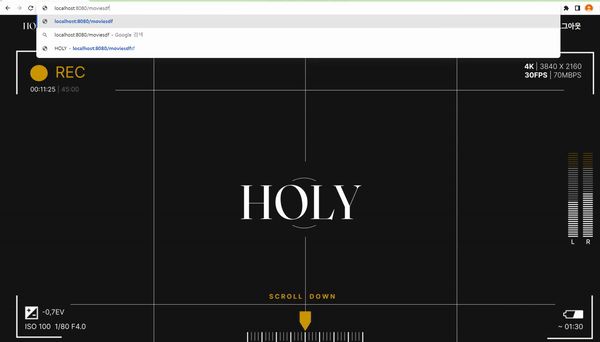 localhost:8080/moviesdf
localhost:8080/moviesdf
localhost:8080/moviesdf - Google 검색
HOLY - localhost:8080/moviesdf/
HO
그아웃
REC
00:11:25 | 45:00
4K | 3840 X 2160
30FPS | 70MBPS
HOLY
L R
SCROLL DOWN
-0,7EV
ISO 100 1/80 F4.0
~ 01:30